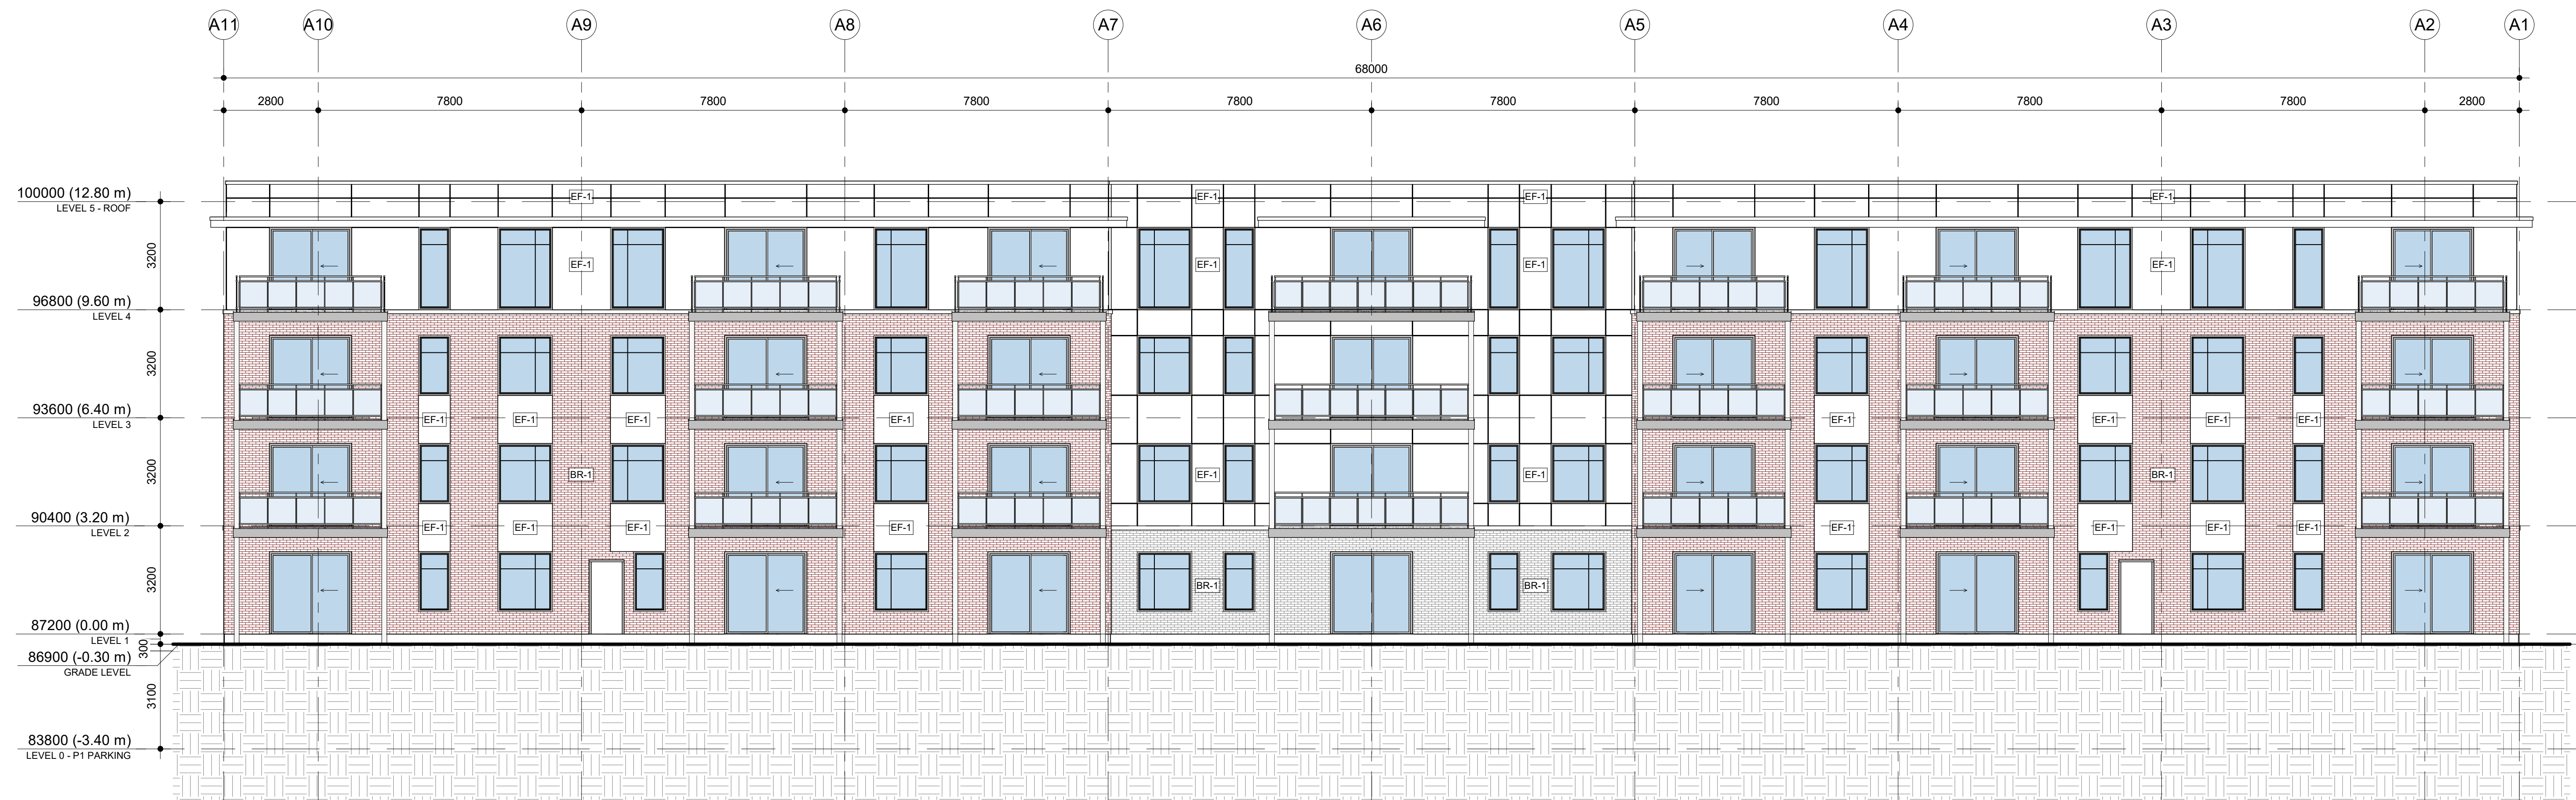 A11 A10 A9 A8 A7 A6 A5 A4 A3 A2 A1
68000
2800 7800 7800 7800 7800 7800 7800 7800 7800 2800
100000 (12.80 m)
LEVEL 5 - ROOF
EF-1 EF-1 EF-1 EF-1
3200
EF-1 EF-1 EF-1 EF-1
96800 (9.60 m)
LEVEL 4
3200
93600 (6.40 m)
LEVEL 3
EF-1 EF-1 EF-1 EF-1 EF-1 EF-1 EF-1 EF-1
3200
BR-1 EF-1 EF-1 BR-1
90400 (3.20 m)
LEVEL 2
EF-1 EF-1 EF-1 EF-1 EF-1 EF-1 EF-1 EF-1
3200
BR-1 BR-1
87200 (0.00 m)
LEVEL 1
300
86900 (-0.30 m)
GRADE LEVEL
3100
83800 (-3.40 m)
LEVEL 0 - P1 PARKING